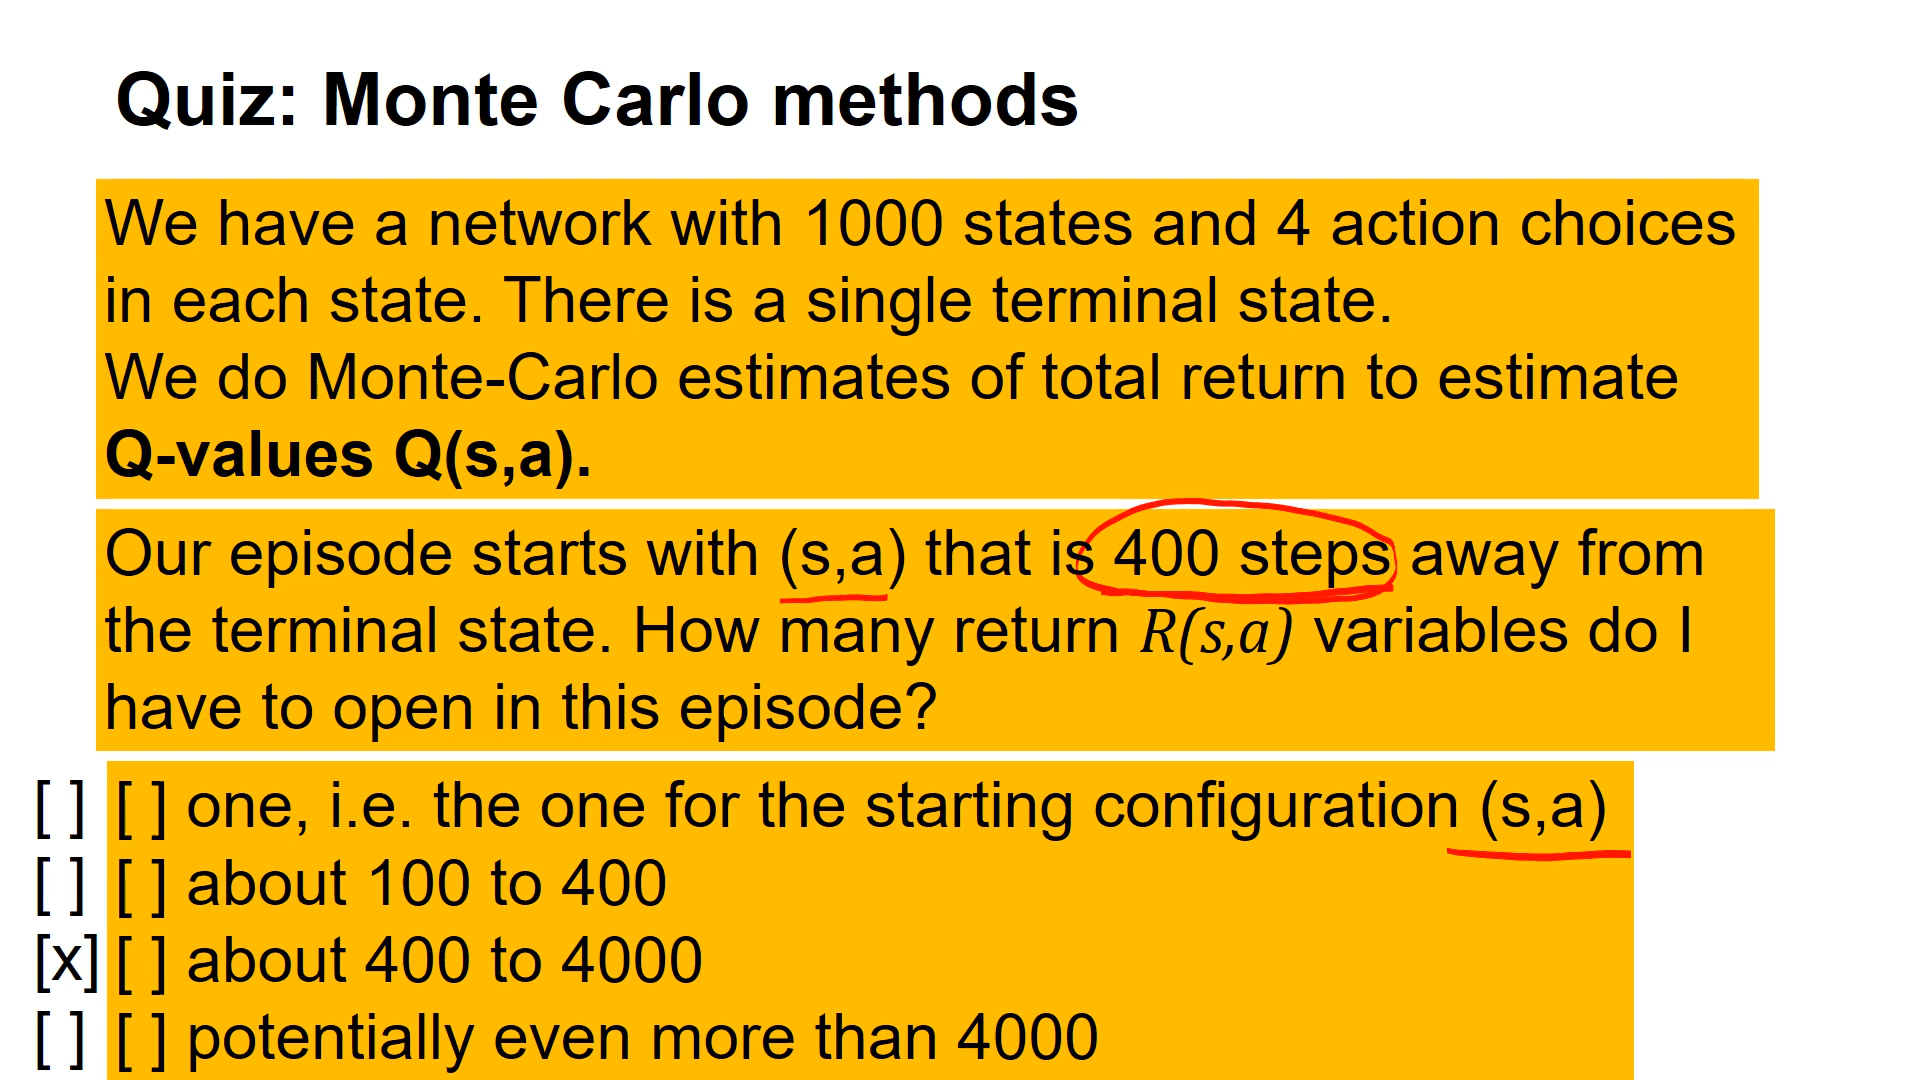 Quiz: Monte Carlo methods
We have a network with 1000 states and 4 action choices
in each state. There is a single terminal state.
We do Monte-Carlo estimates of total return to estimate
Q-values Q(s,a).
Our episode starts with (s,a) that is 400 steps away from
the terminal state. How many return R(s,a) variables do I
have to open in this episode?
[ ] [ ] one, i.e. the one for the starting configuration (s,a)
[ ] [ ] about 100 to 400
[x] [ ] about 400 to 4000
[ ] [ ] potentially even more than 4000